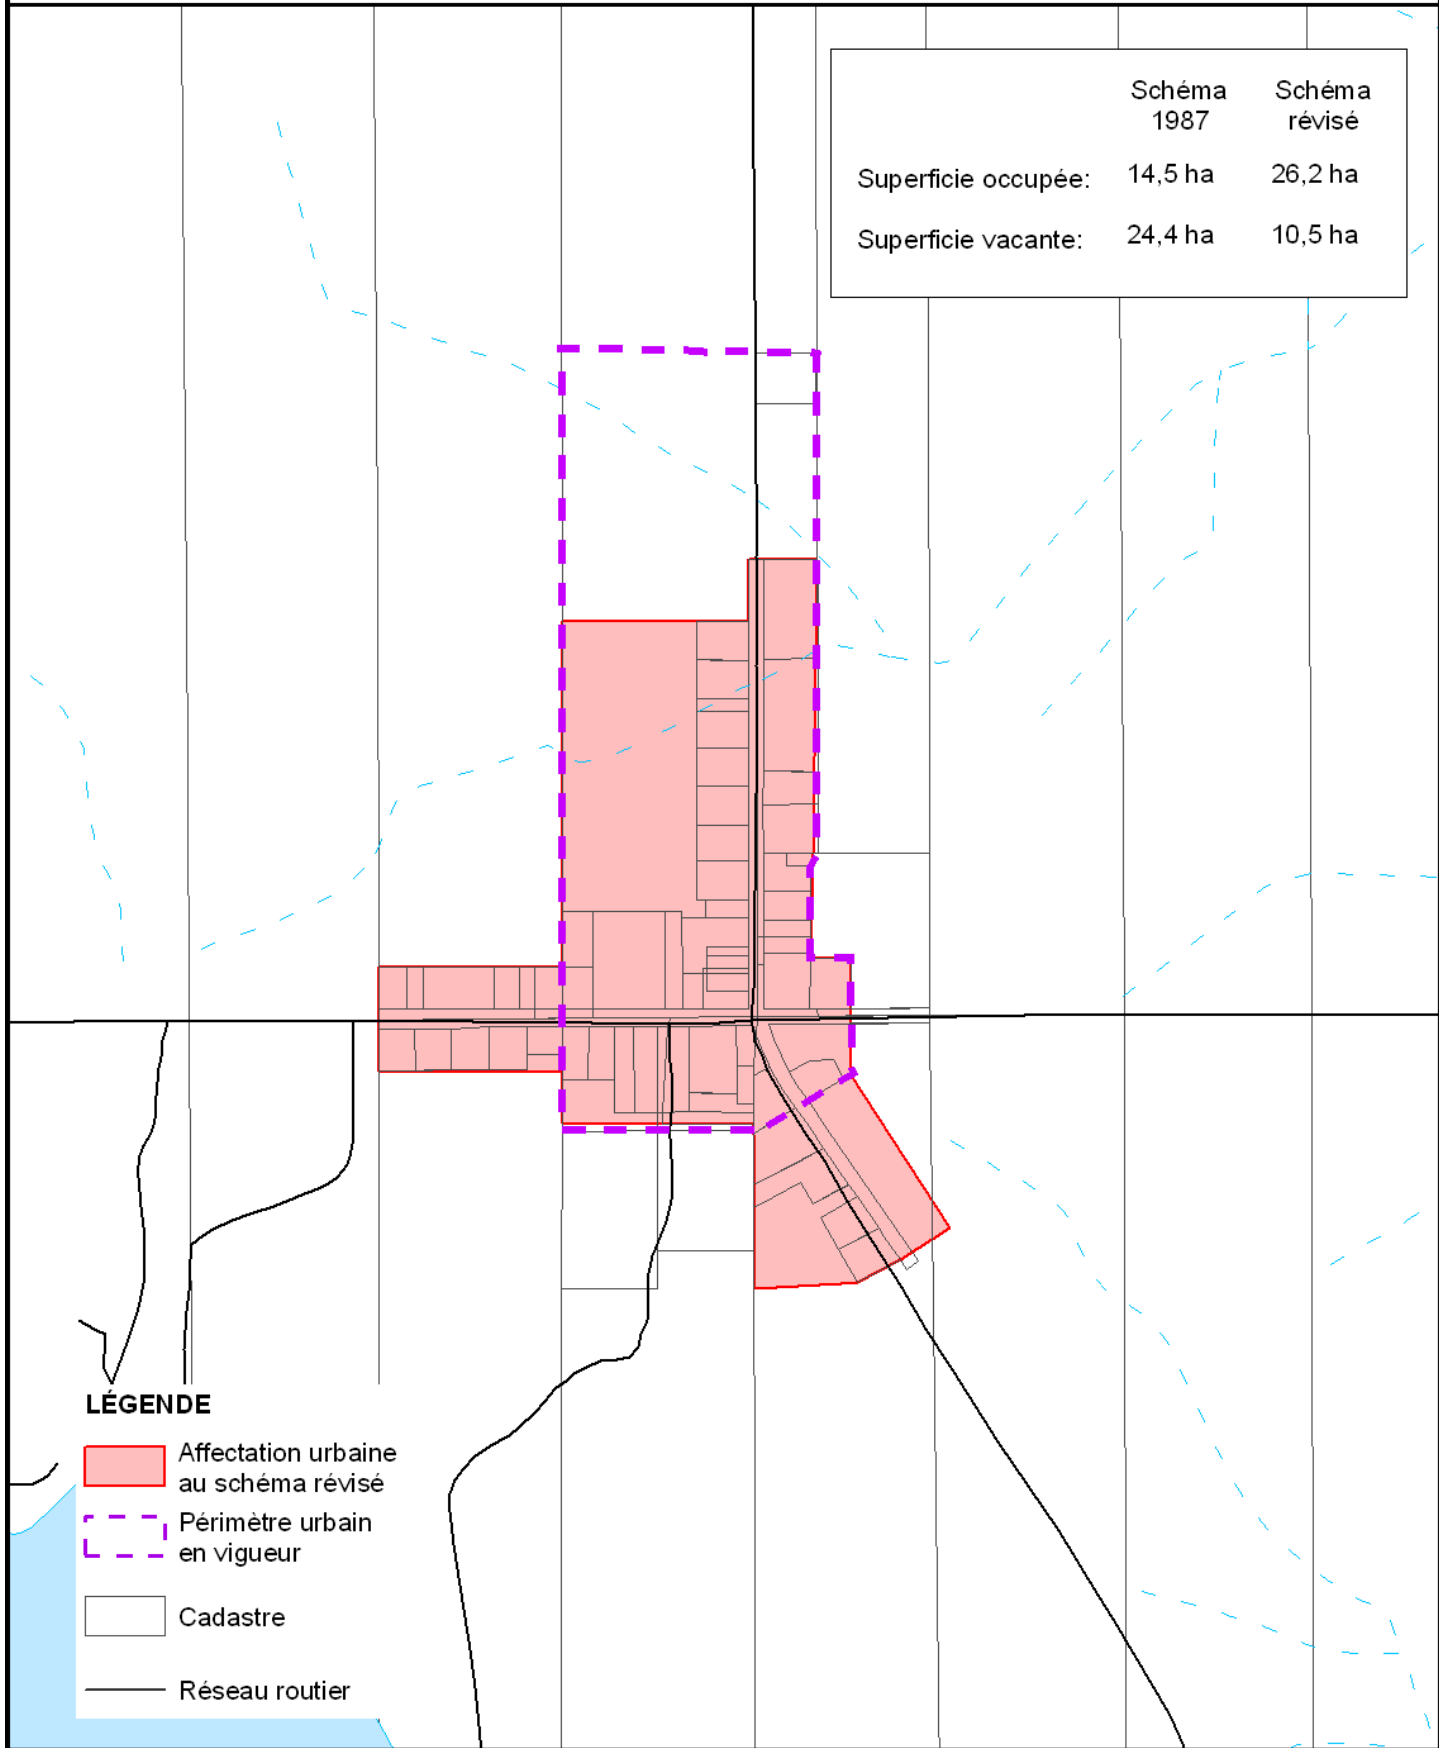 Schéma 1987
Schéma révisé
Superficie occupée: 14,5 ha 26,2 ha
Superficie vacante: 24,4 ha 10,5 ha
LÉGENDE
Affectation urbaine
au schéma révisé
Périmètre urbain
en vigueur
Cadastre
Réseau routier